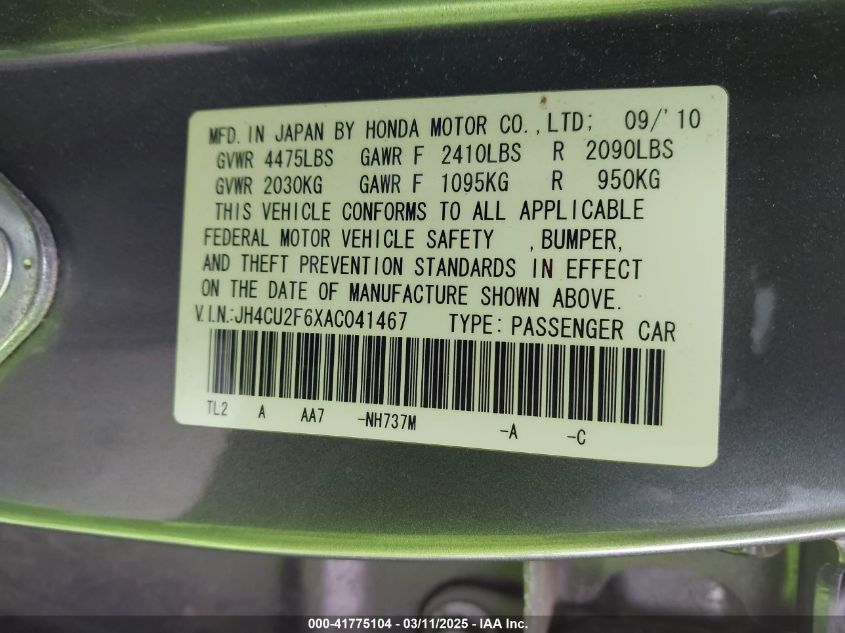 MFD. IN JAPAN BY HONDA MOTOR CO.,LTD; 09/'10
GVWR 4475LBS GAWR F 2410LBS R 2090LBS
GVWR 2030KG GAWR F 1095KG R 950KG
THIS VEHICLE CONFORMS TO ALL APPLICABLE
FEDERAL MOTOR VEHICLE SAFETY , BUMPER,
AND THEFT PREVENTION STANDARDS IN EFFECT
ON THE DATE OF MANUFACTURE SHOWN ABOVE.
V.I.N.:JH4CU2F6XAC041467 TYPE: PASSENGER CAR
TL2 A AA7 -NH737M -A -C
000-41775104 - 03/11/2025 - IAA Inc.